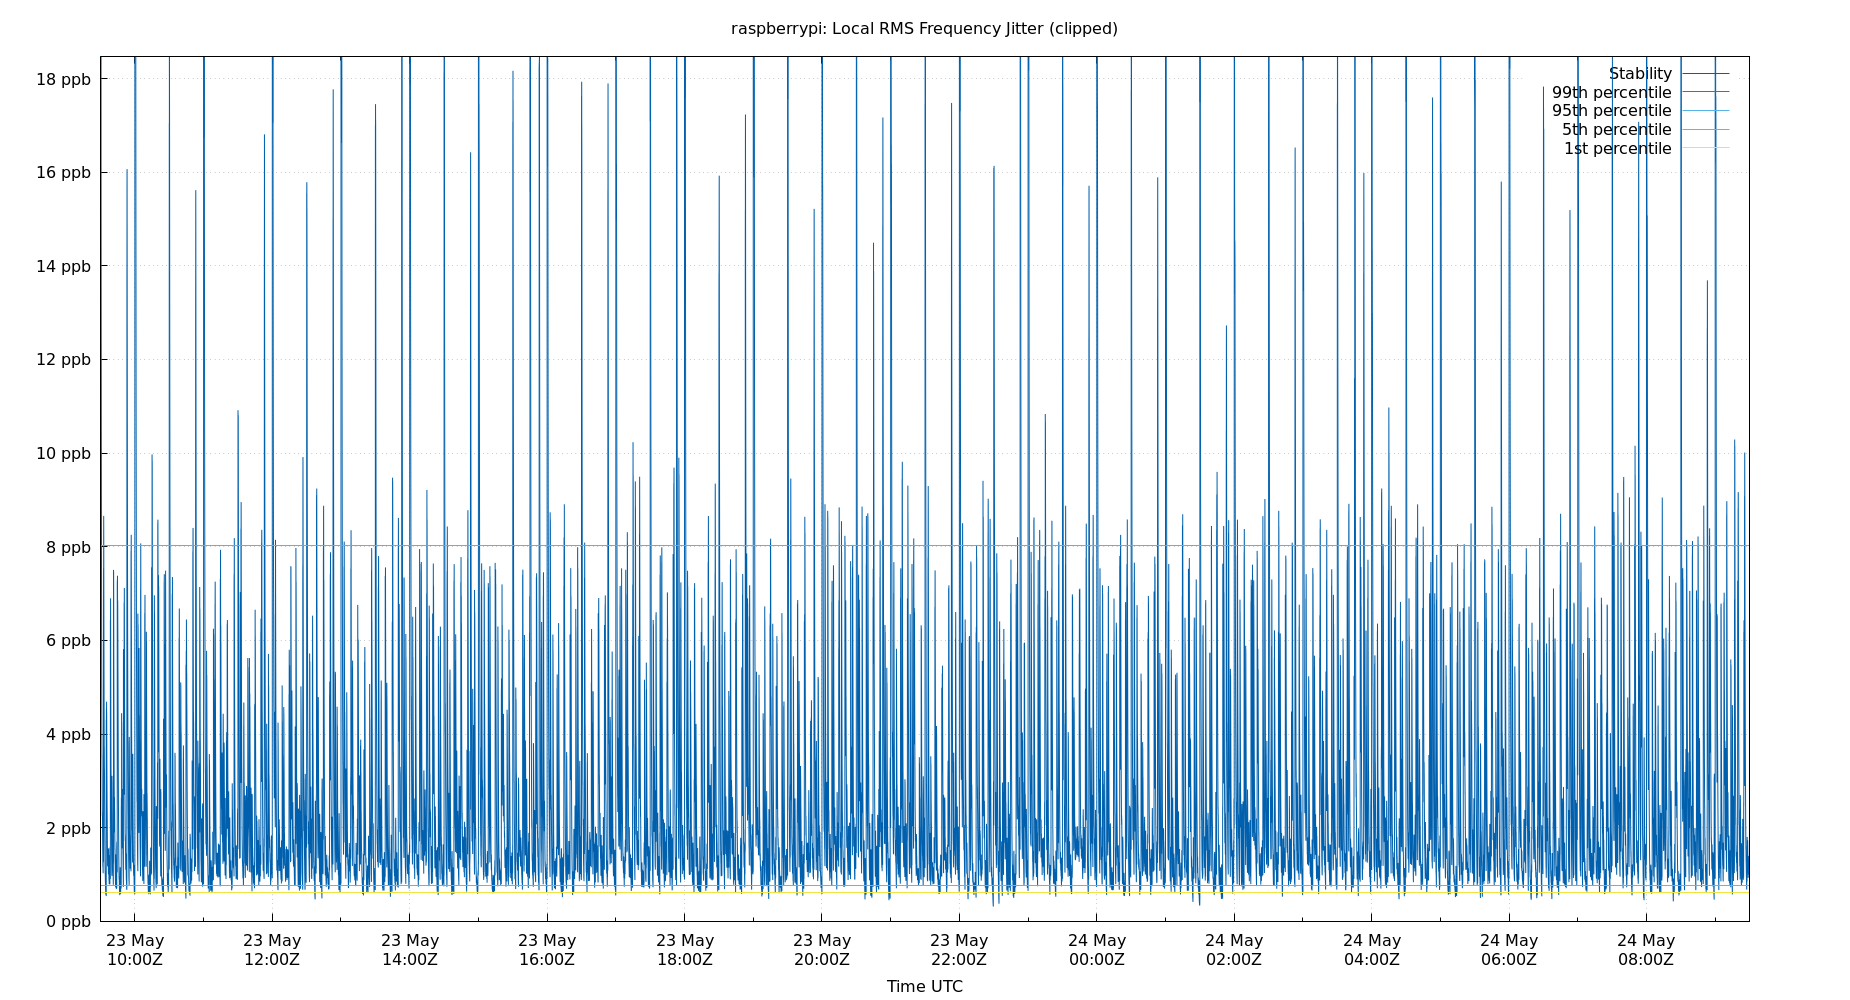 raspberrypi: Local RMS Frequency Jitter (clipped)
18 ppb
16 ppb
14 ppb
12 ppb
10 ppb
8 ppb
6 ppb
4 ppb
2 ppb
0 ppb
Stability
99th percentile
95th percentile
5th percentile
1st percentile
23 May 23 May 23 May 23 May 23 May 23 May 23 May 24 May 24 May 24 May 24 May 24 May
10:00Z 12:00Z 14:00Z 16:00Z 18:00Z 20:00Z 22:00Z 00:00Z 02:00Z 04:00Z 06:00Z 08:00Z
Time UTC